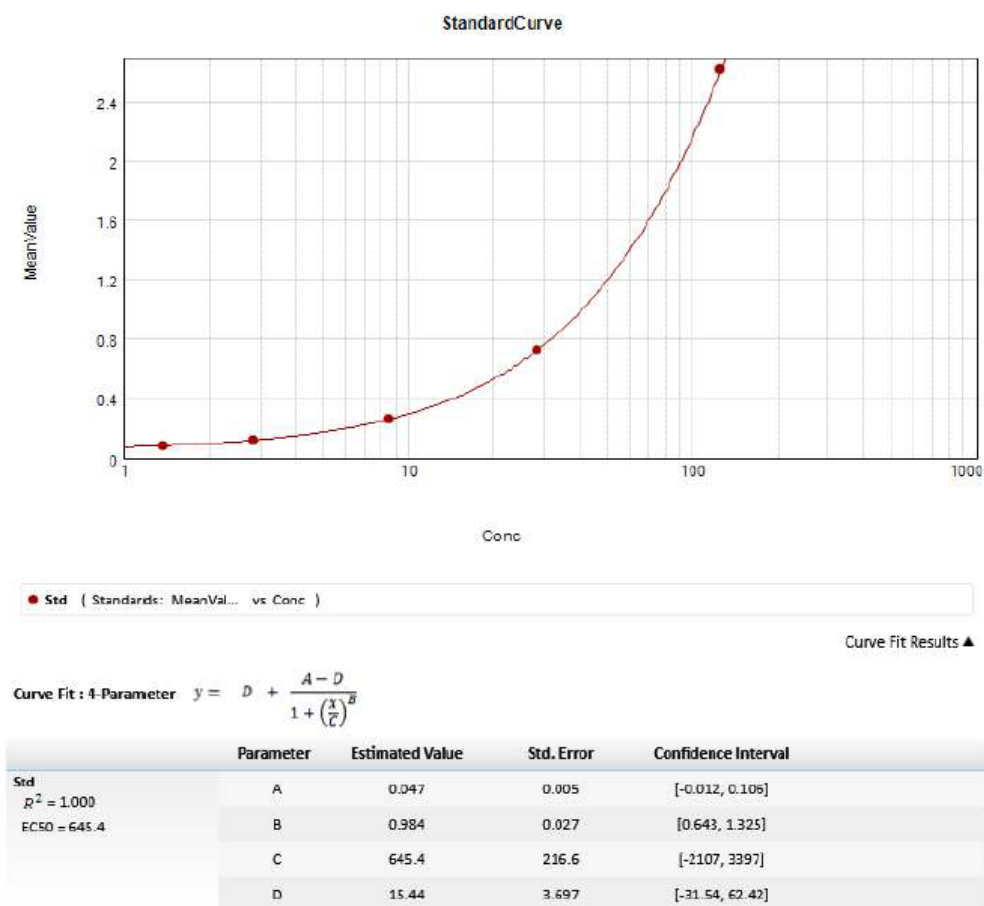 StandardCurve
2.4
2
1.6
1.2
0.8
0.4
0
MeanValue
1 10 100 1000
Conc
Std ( Standards: MeanVal... vs Conc )
Curve Fit Results ▲
Curve Fit : 4-Parameter y = D + (A – D) / (1 + (x/C)^B)
Parameter Estimated Value Std. Error Confidence Interval
Std
R² = 1.000
EC50 = 645.4
A 0.047 0.005 [-0.012, 0.106]
B 0.984 0.027 [0.643, 1.325]
C 645.4 216.6 [-2107, 3397]
D 15.44 3.697 [-31.54, 62.42]